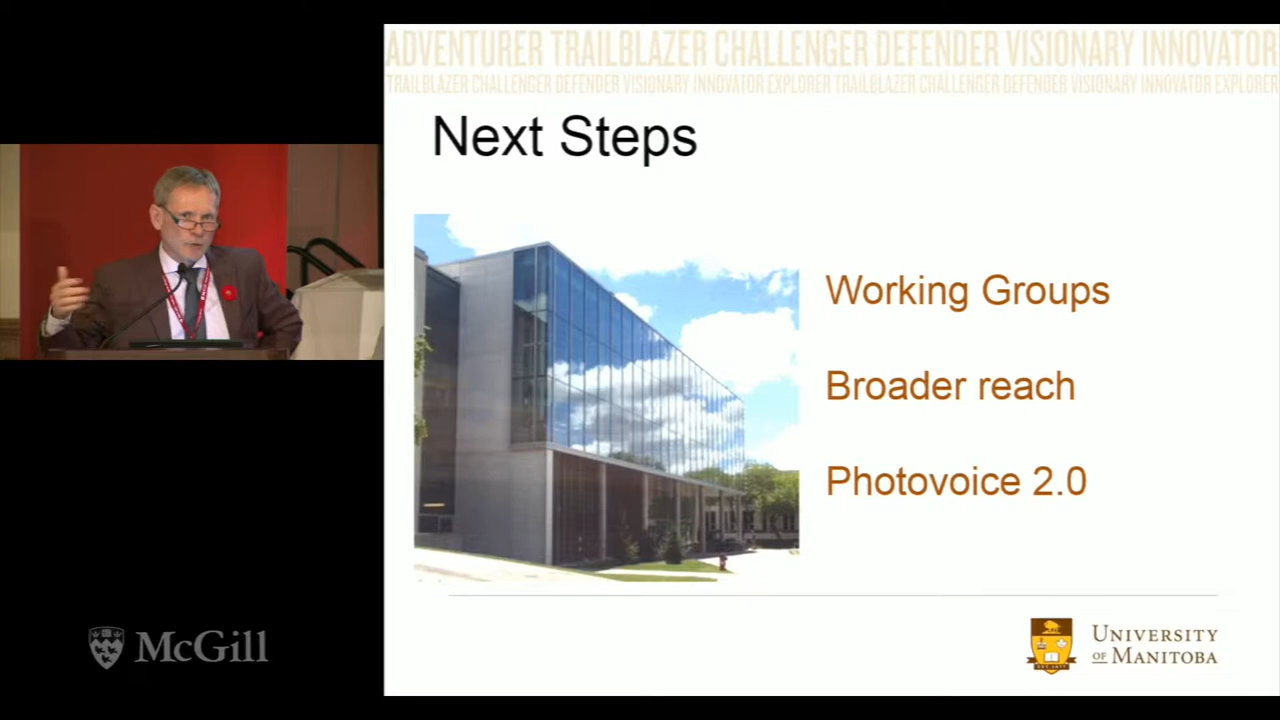 ADVENTURER TRAILBLAZER CHALLENGER DEFENDER VISIONARY INNOVATOR
TRAILBLAZER CHALLENGER DEFENDER VISIONARY INNOVATOR EXPLORER TRAILBLAZER CHALLENGER DEFENDER VISIONARY INNOVATOR EXPLORER
Next Steps
Working Groups
Broader reach
Photovoice 2.0
McGill
UNIVERSITY
OF MANITOBA